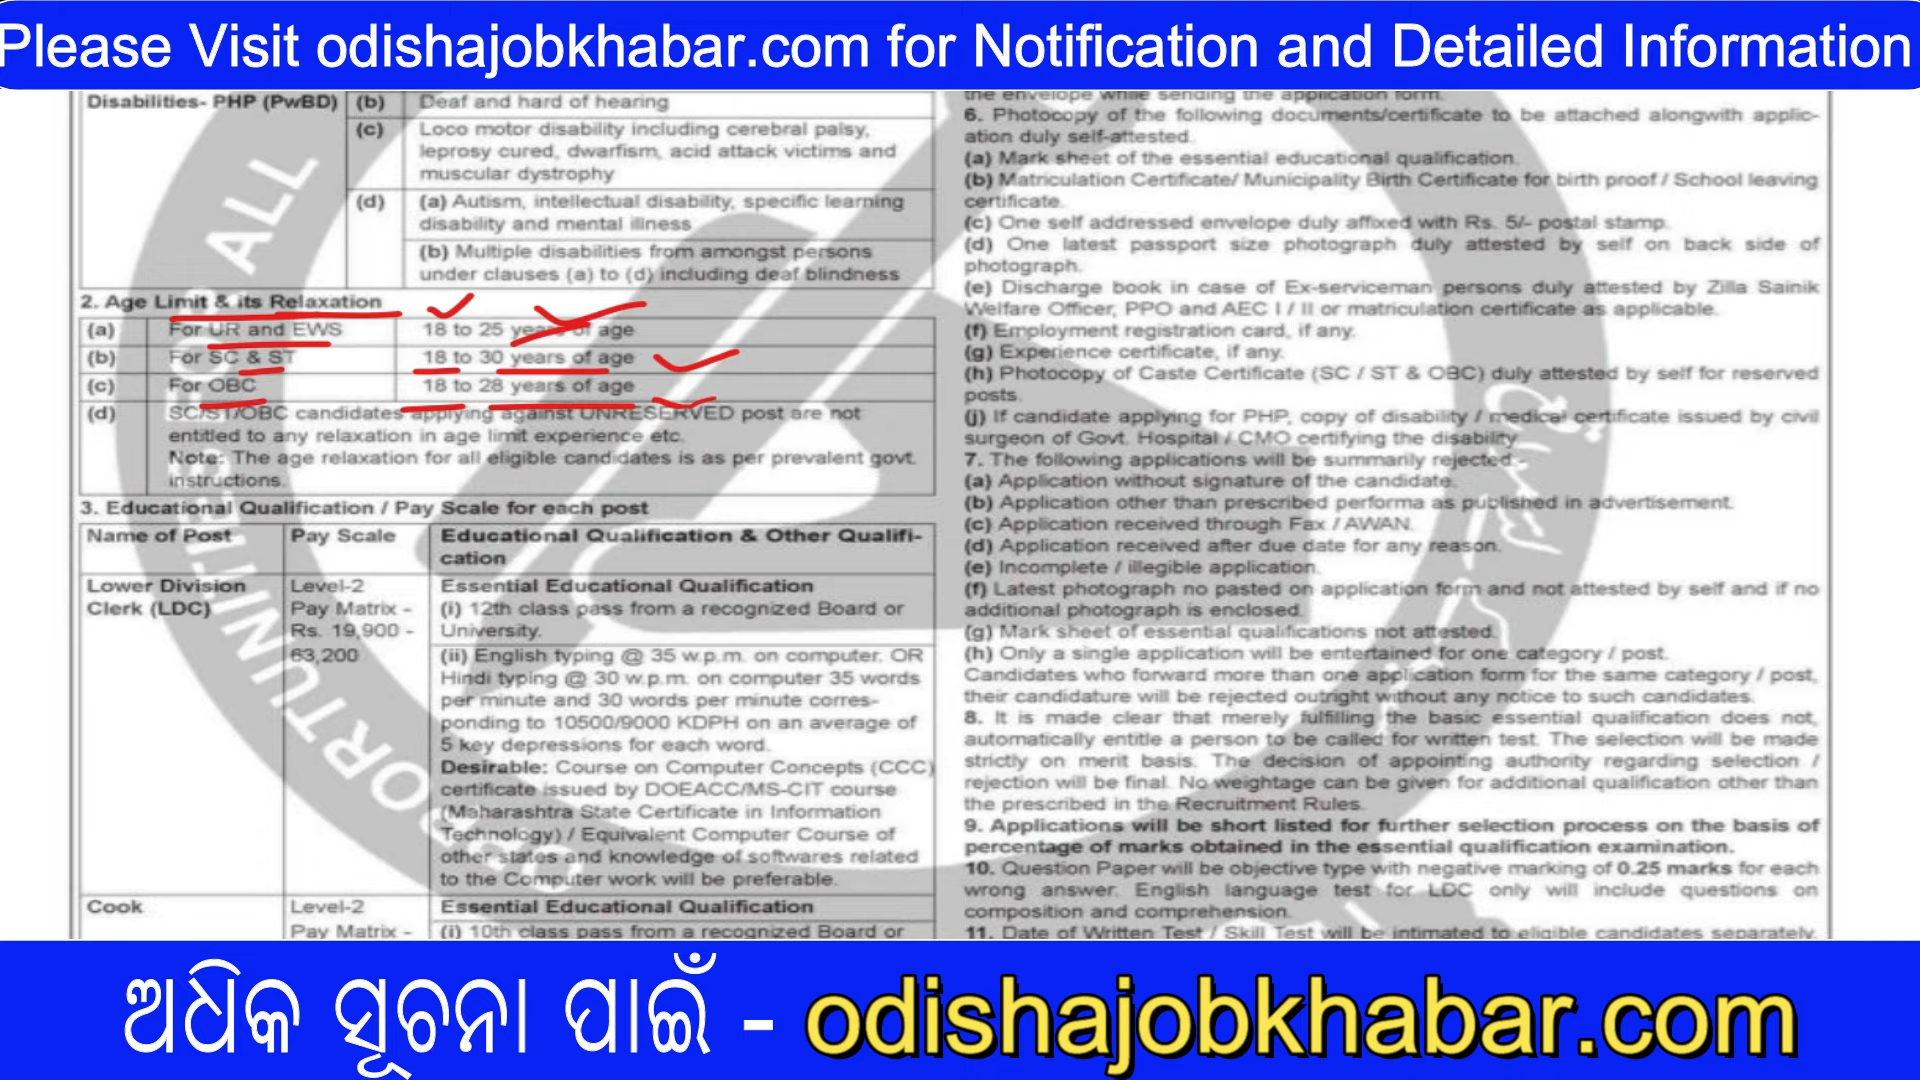 Please Visit odishajobkhabar.com for Notification and Detailed Information
Disabilities- PHP (PwBD) (b) Deaf and hard of hearing
(c) Loco motor disability including cerebral palsy,
leprosy cured, dwarfism, acid attack victims and
muscular dystrophy
(d) (a) Autism, intellectual disability, specific learning
disability and mental illness
(b) Multiple disabilities from amongst persons
under clauses (a) to (d) including deaf blindness
2. Age Limit & its Relaxation
(a) For UR and EWS 18 to 25 years of age
(b) For SC & ST 18 to 30 years of age
(c) For OBC 18 to 28 years of age
(d) SC/ST/OBC candidates applying against UNRESERVED post are not
entitled to any relaxation in age limit experience etc.
Note: The age relaxation for all eligible candidates is as per prevalent govt.
instructions.
3. Educational Qualification / Pay Scale for each post
Name of Post Pay Scale Educational Qualification & Other Qualifi-
cation
Lower Division Level-2 Essential Educational Qualification
Clerk (LDC) Pay Matrix - (i) 12th class pass from a recognized Board or
Rs. 19,900 - University.
63,200 (ii) English typing @ 35 w.p.m. on computer. OR
Hindi typing @ 30 w.p.m. on computer 35 words
per minute and 30 words per minute corres-
ponding to 10500/9000 KDPH on an average of
5 key depressions for each word.
Desirable: Course on Computer Concepts (CCC)
certificate issued by DOEACC/MS-CIT course
(Maharashtra State Certificate in Information
Technology) / Equivalent Computer Course of
other states and knowledge of softwares related
to the Computer work will be preferable.
Cook Level-2 Essential Educational Qualification
Pay Matrix - (i) 10th class pass from a recognized Board or
the envelope while sending the application form.
6. Photocopy of the following documents/certificate to be attached alongwith applic-
ation duly self-attested.
(a) Mark sheet of the essential educational qualification.
(b) Matriculation Certificate/ Municipality Birth Certificate for birth proof / School leaving
certificate.
(c) One self addressed envelope duly affixed with Rs. 5/- postal stamp.
(d) One latest passport size photograph duly attested by self on back side of
photograph.
(e) Discharge book in case of Ex-serviceman persons duly attested by Zilla Sainik
Welfare Officer, PPO and AEC I / II or matriculation certificate as applicable.
(f) Employment registration card, if any.
(g) Experience certificate, if any.
(h) Photocopy of Caste Certificate (SC / ST & OBC) duly attested by self for reserved
posts.
(j) If candidate applying for PHP, copy of disability / medical certificate issued by civil
surgeon of Govt. Hospital / CMO certifying the disability
7. The following applications will be summarily rejected:-
(a) Application without signature of the candidate.
(b) Application other than prescribed performa as published in advertisement.
(c) Application received through Fax / AWAN.
(d) Application received after due date for any reason.
(e) Incomplete / illegible application.
(f) Latest photograph no pasted on application form and not attested by self and if no
additional photograph is enclosed.
(g) Mark sheet of essential qualifications not attested.
(h) Only a single application will be entertained for one category / post.
Candidates who forward more than one application form for the same category / post,
their candidature will be rejected outright without any notice to such candidates.
8. It is made clear that merely fulfilling the basic essential qualification does not,
automatically entitle a person to be called for written test. The selection will be made
strictly on merit basis. The decision of appointing authority regarding selection /
rejection will be final. No weightage can be given for additional qualification other than
the prescribed in the Recruitment Rules.
9. Applications will be short listed for further selection process on the basis of
percentage of marks obtained in the essential qualification examination.
10. Question Paper will be objective type with negative marking of 0.25 marks for each
wrong answer. English language test for LDC only will include questions on
composition and comprehension.
11. Date of Written Test / Skill Test will be intimated to eligible candidates separately.
ଅଧିକ ସୂଚନା ପାଇଁ - odishajobkhabar.com